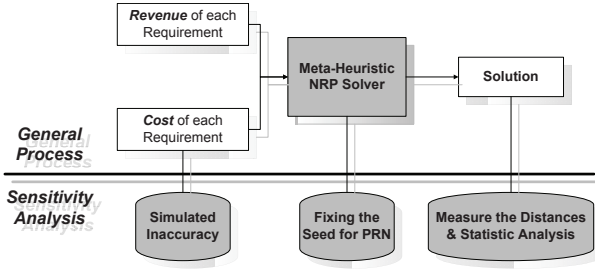 Revenue of each
Requirement
Meta-Heuristic
NRP Solver
Solution
Cost of each
Requirement
General
Process
Sensitivity
Analysis
Simulated
Inaccuracy
Fixing the
Seed for PRN
Measure the Distances
& Statistic Analysis